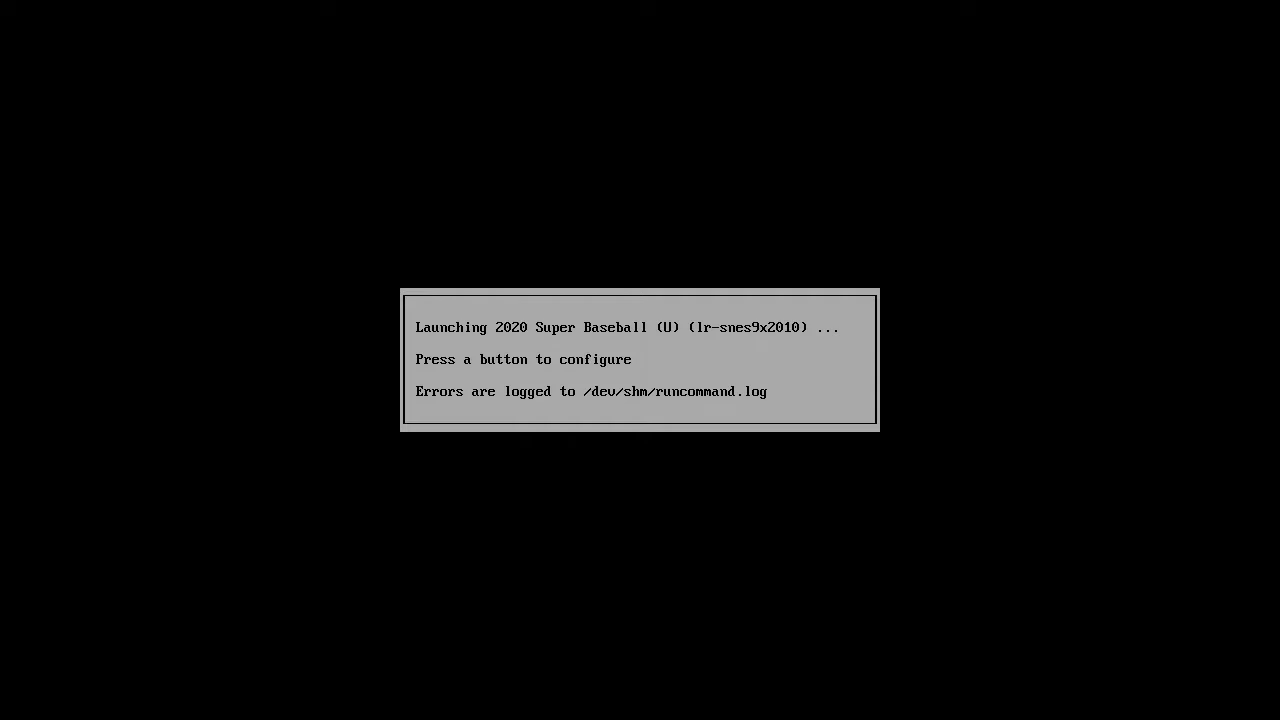 Launching 2020 Super Baseball (U) (lr-snes9x2010) ...
Press a button to configure
Errors are logged to /dev/shm/runcommand.log